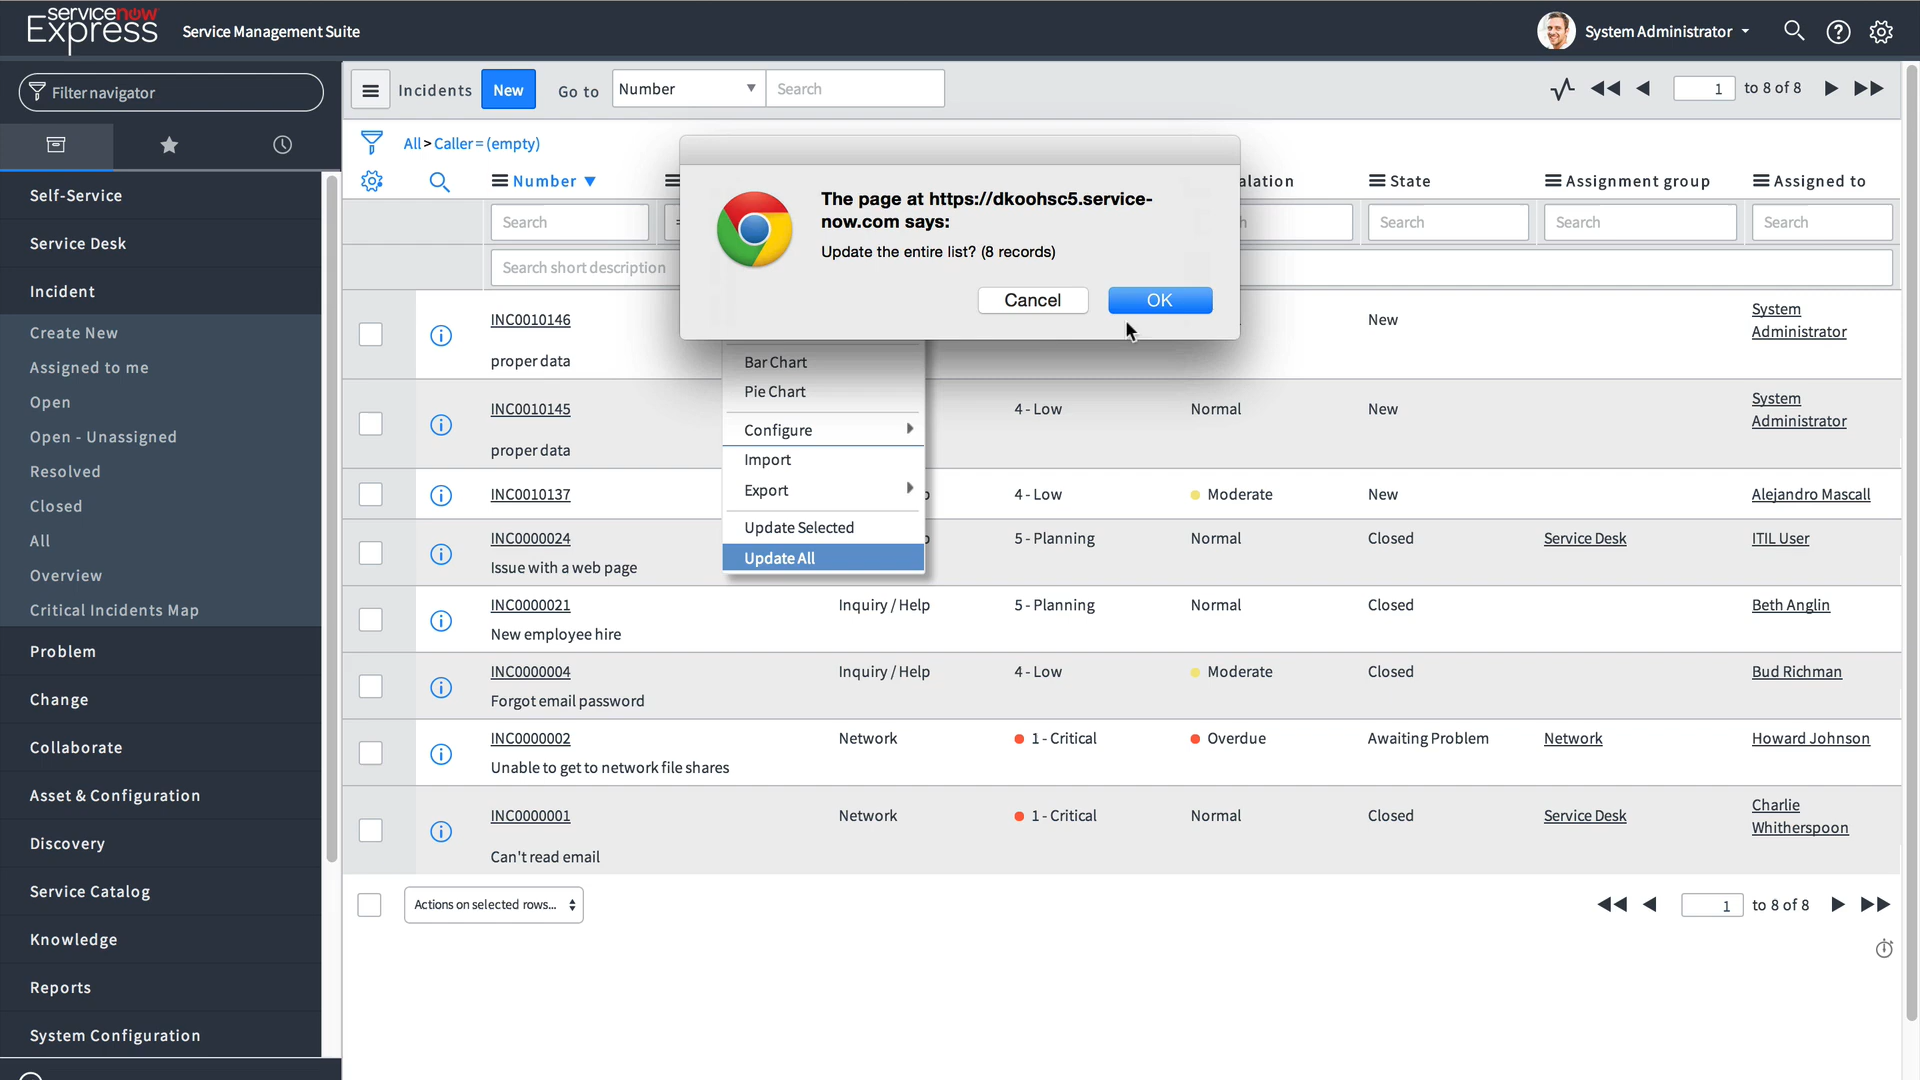 servicenow
Express
Service Management Suite
System Administrator
Filter navigator
Incidents
New
Go to
Number
Search
1
to 8 of 8
All > Caller = (empty)
Number
alation
State
Assignment group
Assigned to
Search
Search
Search
Search
Search short description
The page at https://dkoohsc5.service-
now.com says:
Update the entire list? (8 records)
Cancel
OK
Self-Service
Service Desk
Incident
Create New
Assigned to me
Open
Open - Unassigned
Resolved
Closed
All
Overview
Critical Incidents Map
Problem
Change
Collaborate
Asset & Configuration
Discovery
Service Catalog
Knowledge
Reports
System Configuration
INC0010146
New
System
Administrator
proper data
Bar Chart
Pie Chart
Configure
Import
Export
Update Selected
Update All
INC0010145
4 - Low
Normal
New
System
Administrator
proper data
INC0010137
4 - Low
Moderate
New
Alejandro Mascall
INC0000024
5 - Planning
Normal
Closed
Service Desk
ITIL User
Issue with a web page
INC0000021
Inquiry / Help
5 - Planning
Normal
Closed
Beth Anglin
New employee hire
INC0000004
Inquiry / Help
4 - Low
Moderate
Closed
Bud Richman
Forgot email password
INC0000002
Network
1 - Critical
Overdue
Awaiting Problem
Network
Howard Johnson
Unable to get to network file shares
INC0000001
Network
1 - Critical
Normal
Closed
Service Desk
Charlie
Whitherspoon
Can't read email
Actions on selected rows...
1
to 8 of 8